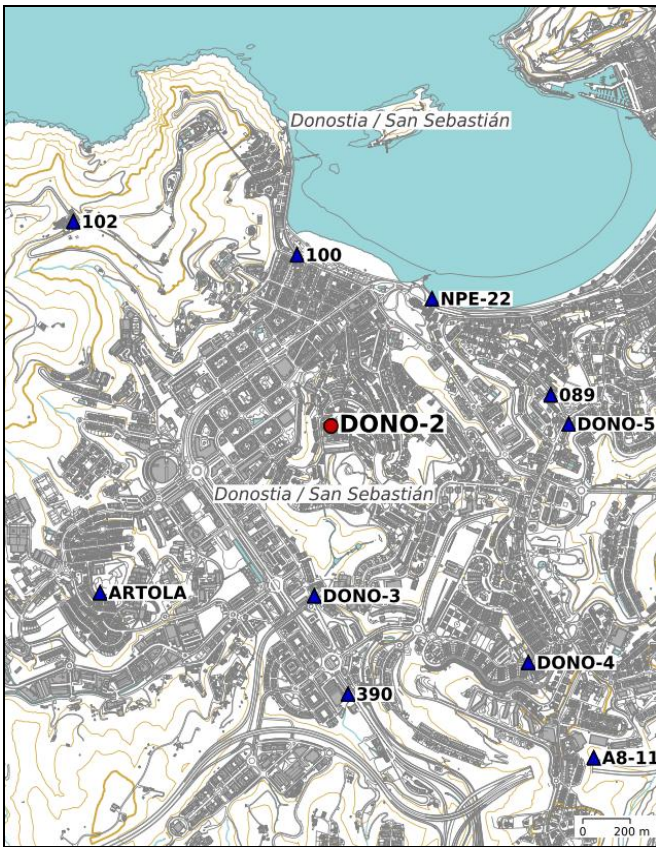 Donostia / San Sebastián
102
100
NPE-22
089
DONO-2
DONO-5
Donostia / San Sebastián
ARTOLA
DONO-3
DONO-4
390
A8-11
0 200 m